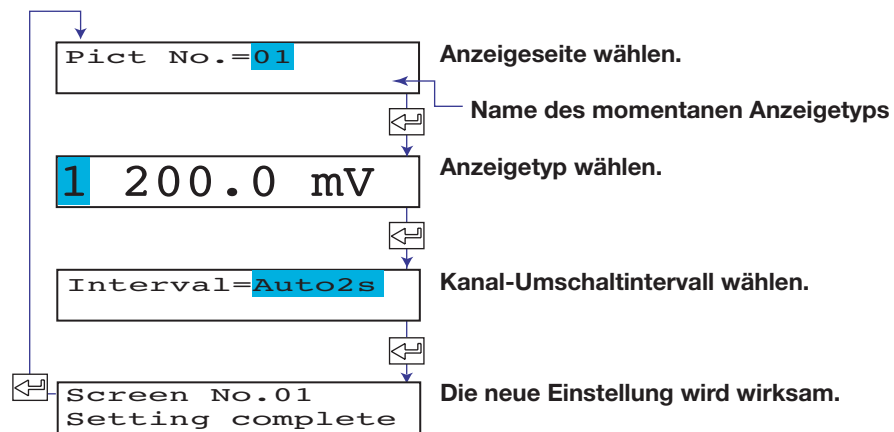 Pict No.=01
Anzeigeseite wählen.
Name des momentanen Anzeigetyps
1 200.0 mV
Anzeigetyp wählen.
Interval=Auto2s
Kanal-Umschaltintervall wählen.
Screen No.01
Setting complete
Die neue Einstellung wird wirksam.